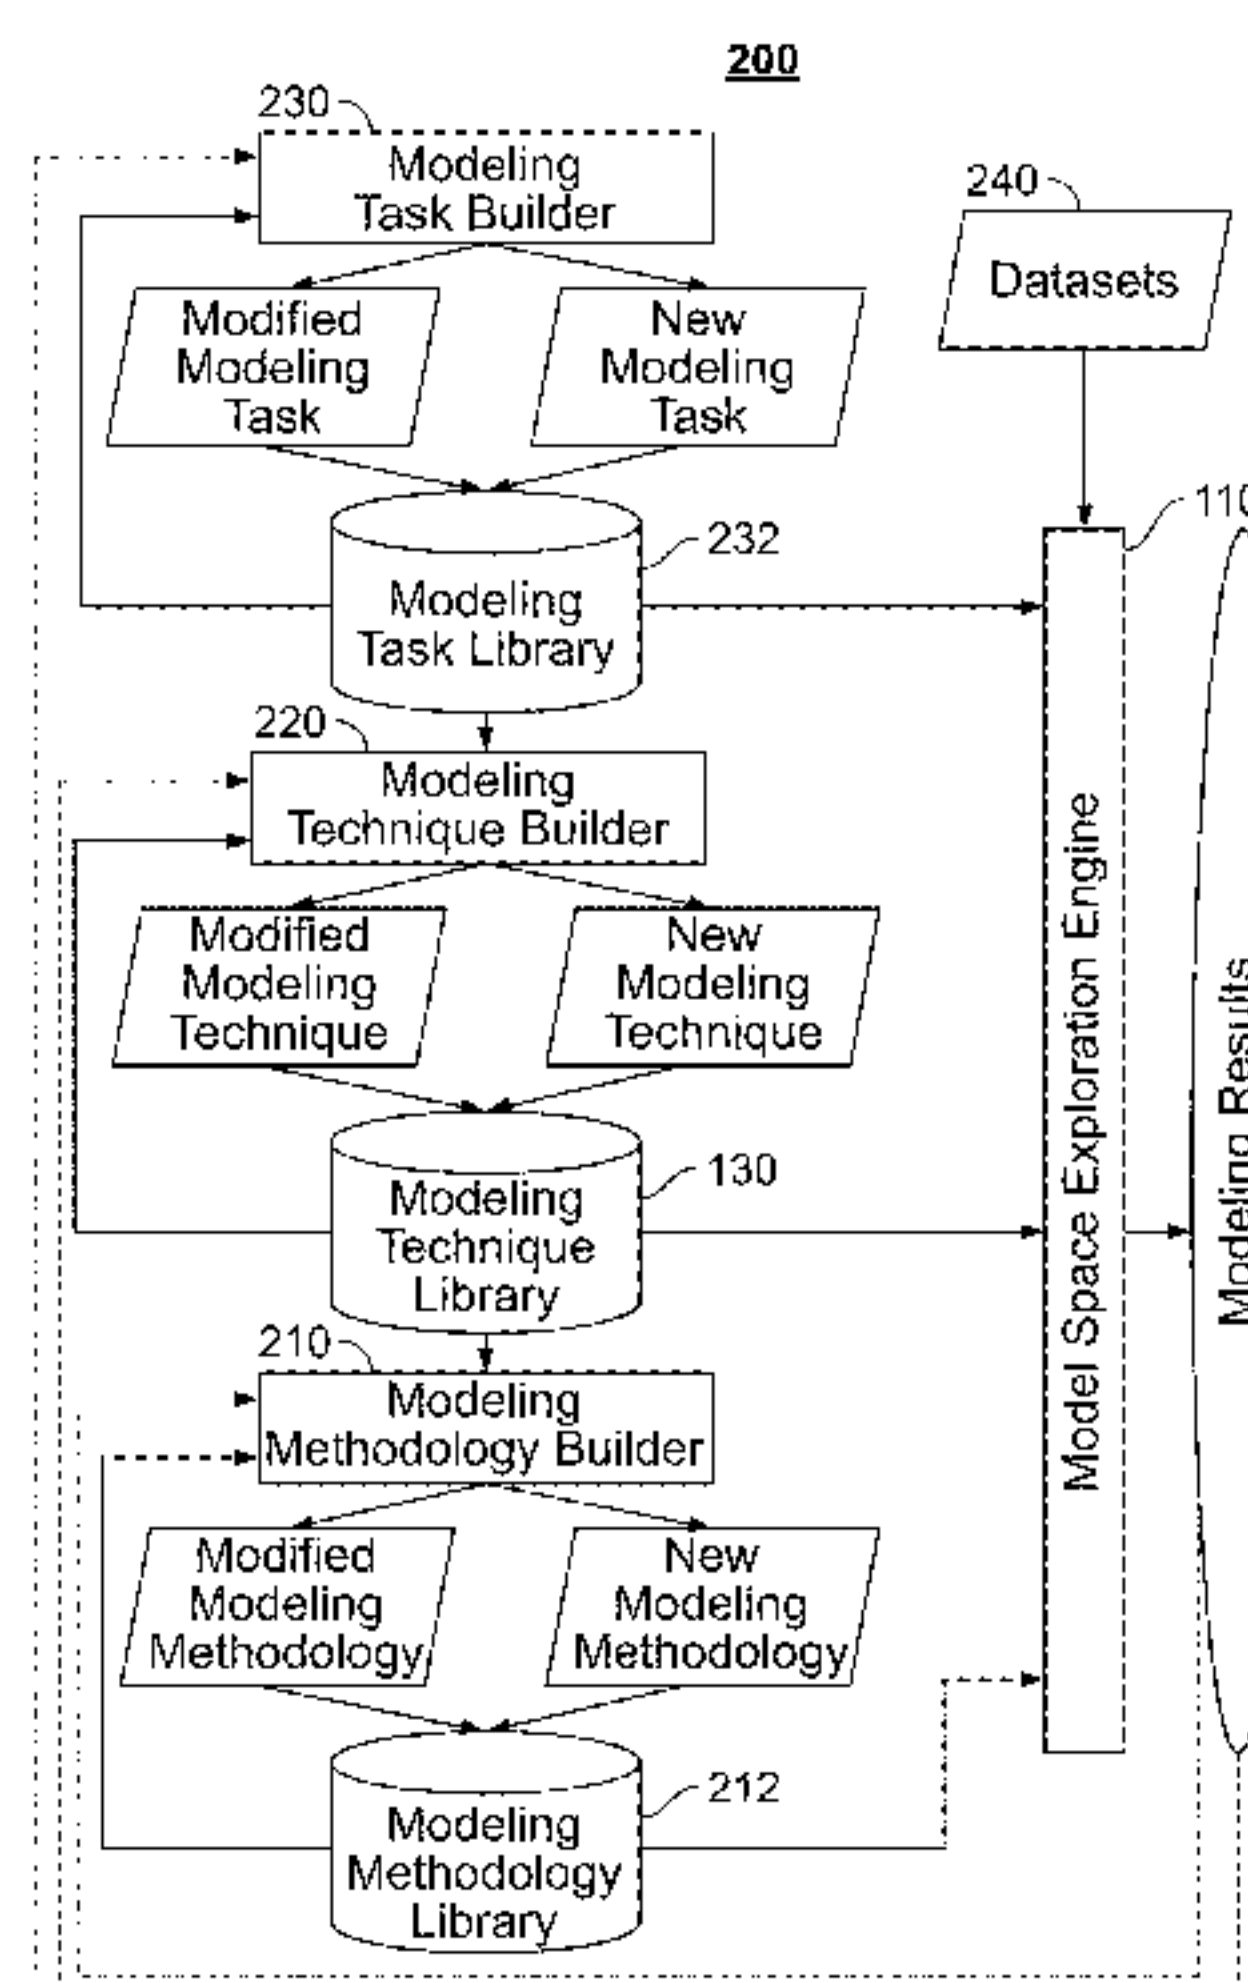 200
230
Modeling
Task Builder
240
Datasets
Modified
Modeling
Task
New
Modeling
Task
110
232
Modeling
Task Library
220
Modeling
Technique Builder
Modified
Modeling
Technique
New
Modeling
Technique
Model Space Exploration Engine
Modeling Results
130
Modeling
Technique
Library
210
Modeling
Methodology Builder
Modified
Modeling
Methodology
New
Modeling
Methodology
212
Modeling
Methodology
Library